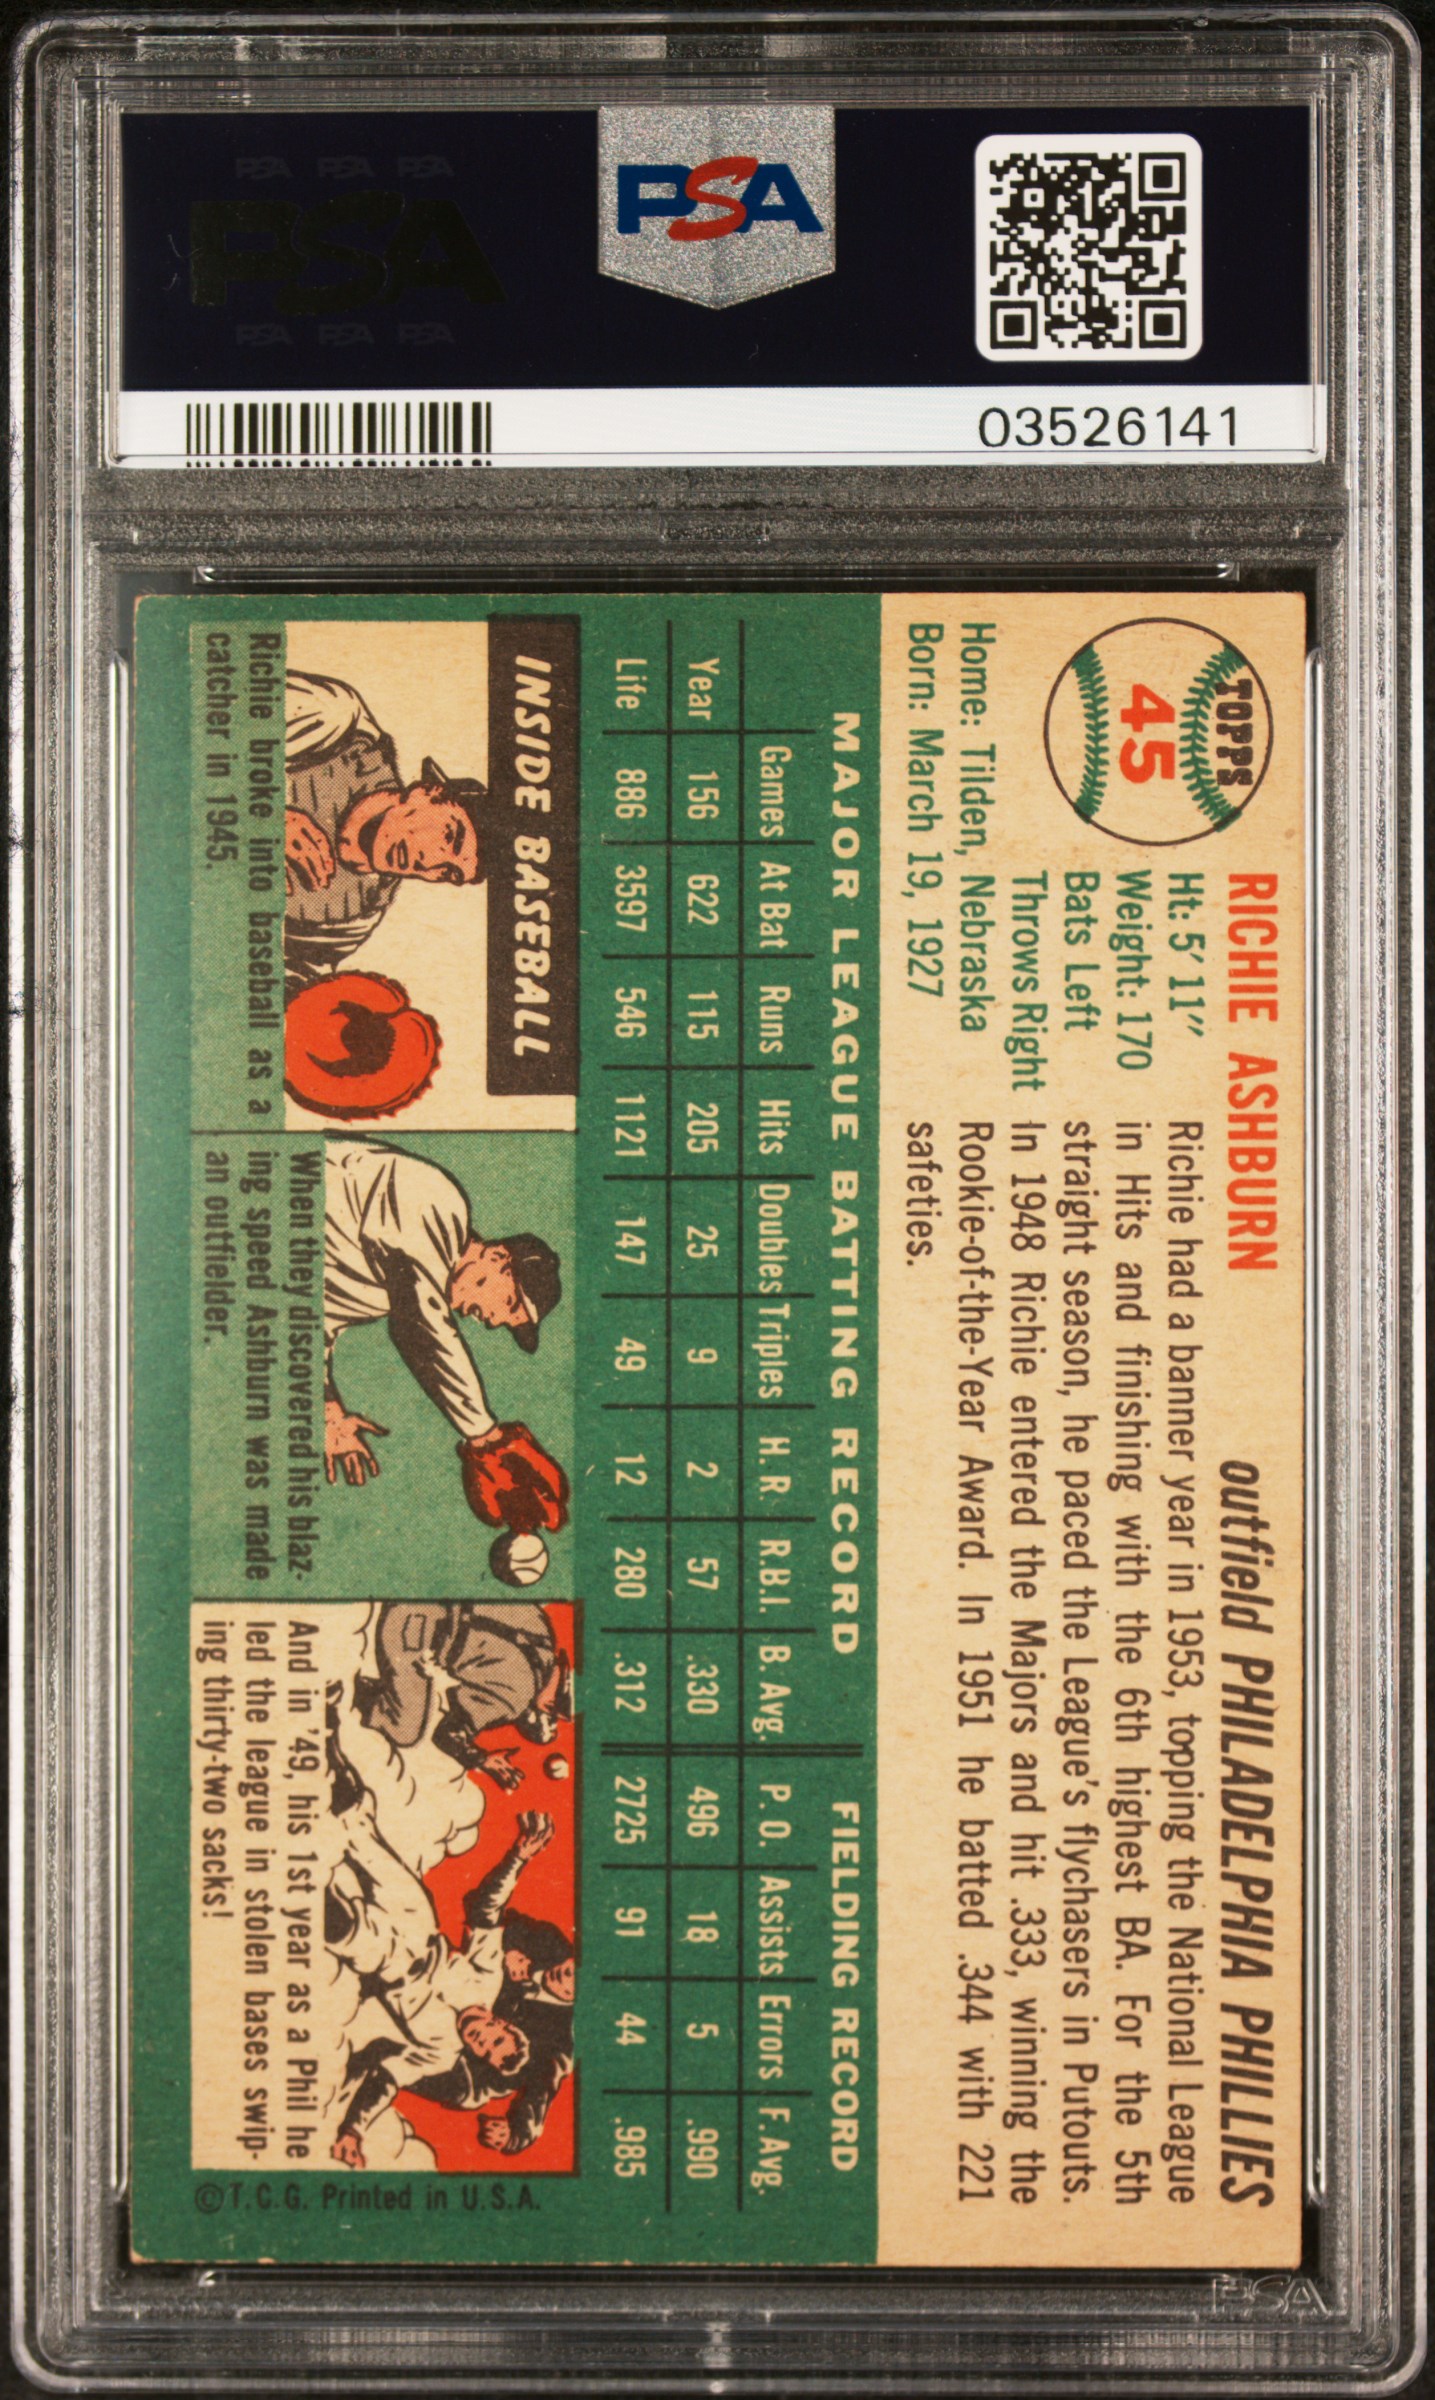 PSA PSA PSA
PSA
PSA PSA PSA
PSA
03526141
TOPPS
45
RICHIE ASHBURN
outfield PHILADELPHIA PHILLIES
Ht: 5' 11"
Weight: 170
Bats Left
Throws Right
Home: Tilden, Nebraska
Born: March 19, 1927
Richie had a banner year in 1953, topping the National League
in Hits and finishing with the 6th highest BA. For the 5th
straight season, he paced the League's flychasers in Putouts.
In 1948 Richie entered the Majors and hit .333, winning the
Rookie-of-the-Year Award. In 1951 he batted .344 with 221
safeties.
MAJOR LEAGUE BATTING RECORD FIELDING RECORD
Games At Bat Runs Hits Doubles Triples H. R. R.B.I. B. Avg. P. O. Assists Errors F. Avg.
Year 156 622 115 205 25 9 2 57 .330 496 18 5 .990
Life 886 3597 546 1121 147 49 12 280 .312 2725 91 44 .985
INSIDE BASEBALL
Richie broke into baseball as a
catcher in 1945.
When they discovered his blaz-
ing speed Ashburn was made
an outfielder.
And in '49, his 1st year as a Phil he
led the league in stolen bases swip-
ing thirty-two sacks!
© T.C.G. Printed in U.S.A.
PSA